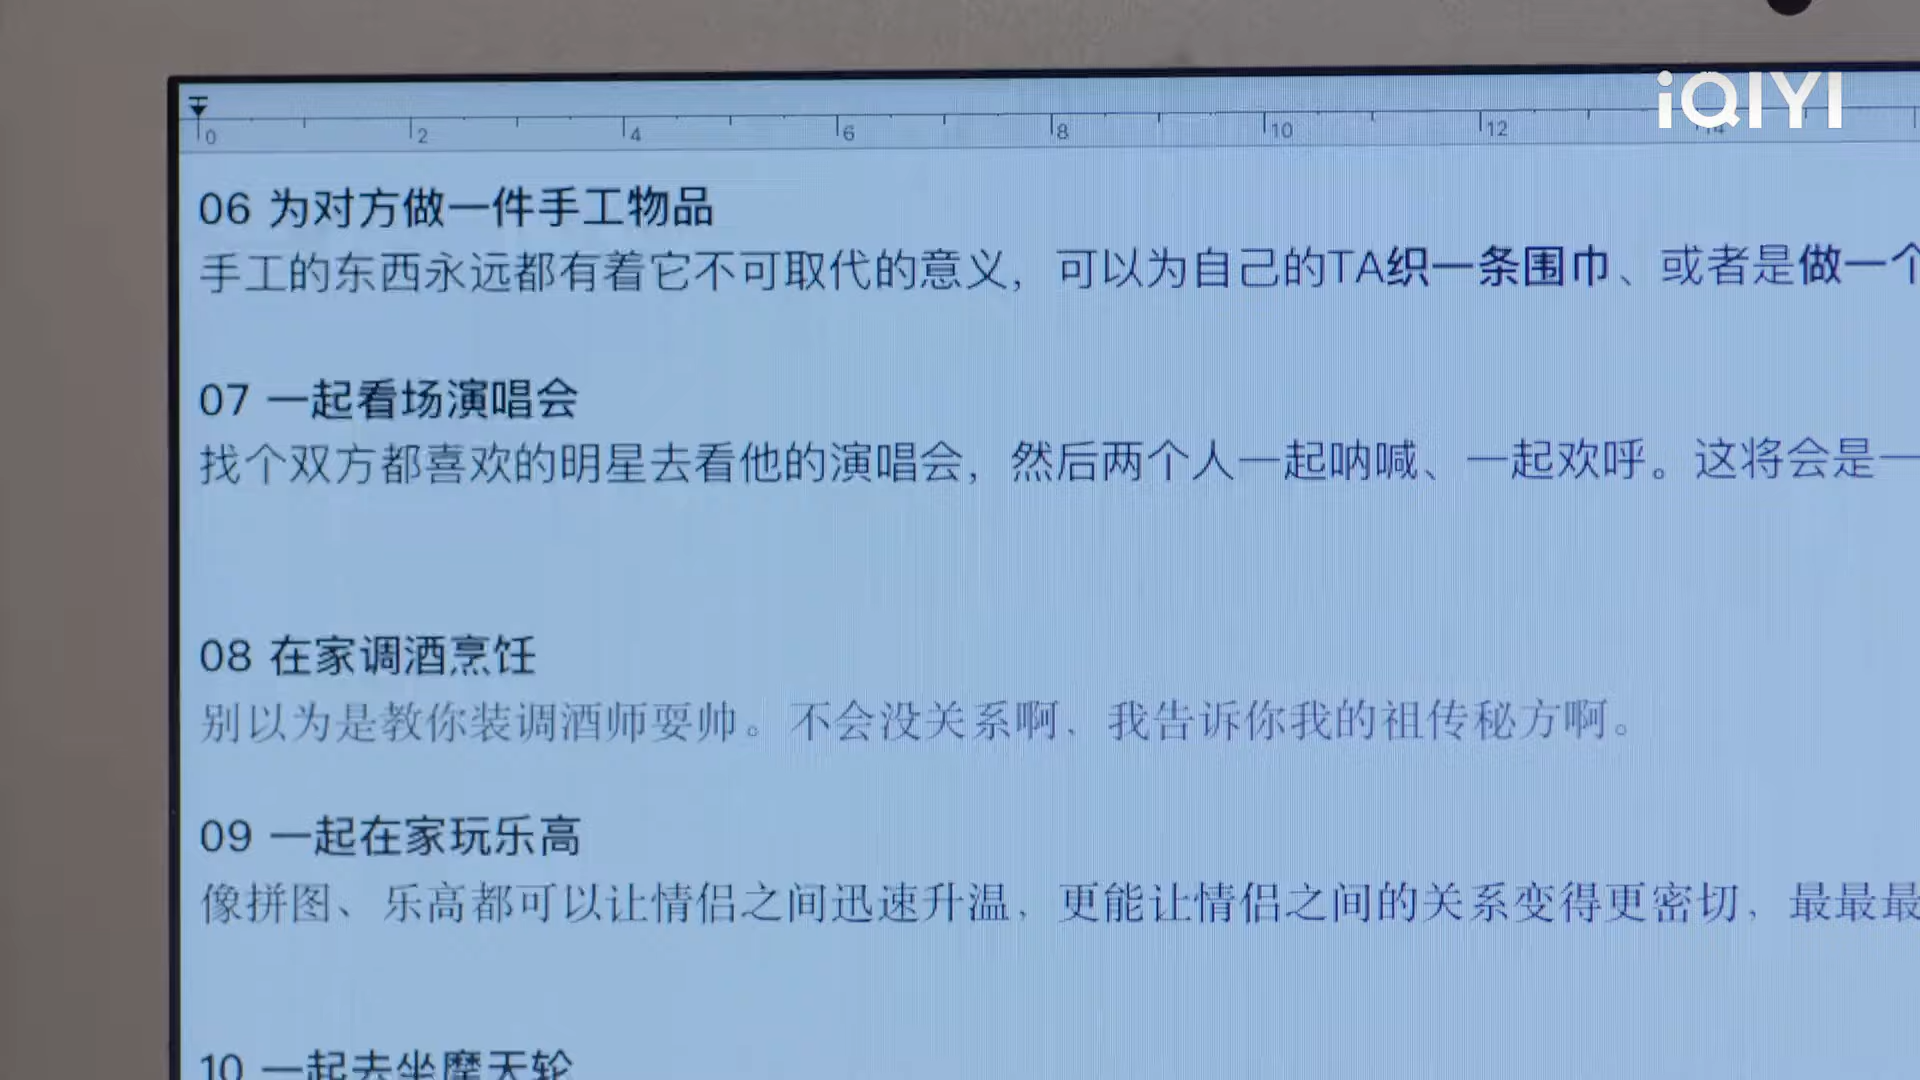 iQIYI
0 2 4 6 8 10 12 14
06 为对方做一件手工物品
手工的东西永远都有着它不可取代的意义，可以为自己的TA织一条围巾、或者是做一个
07 一起看场演唱会
找个双方都喜欢的明星去看他的演唱会，然后两个人一起呐喊、一起欢呼。这将会是一
08 在家调酒烹饪
别以为是教你装调酒师耍帅。不会没关系啊，我告诉你我的祖传秘方啊。
09 一起在家玩乐高
像拼图、乐高都可以让情侣之间迅速升温，更能让情侣之间的关系变得更密切，最最最
10 一起去坐摩天轮